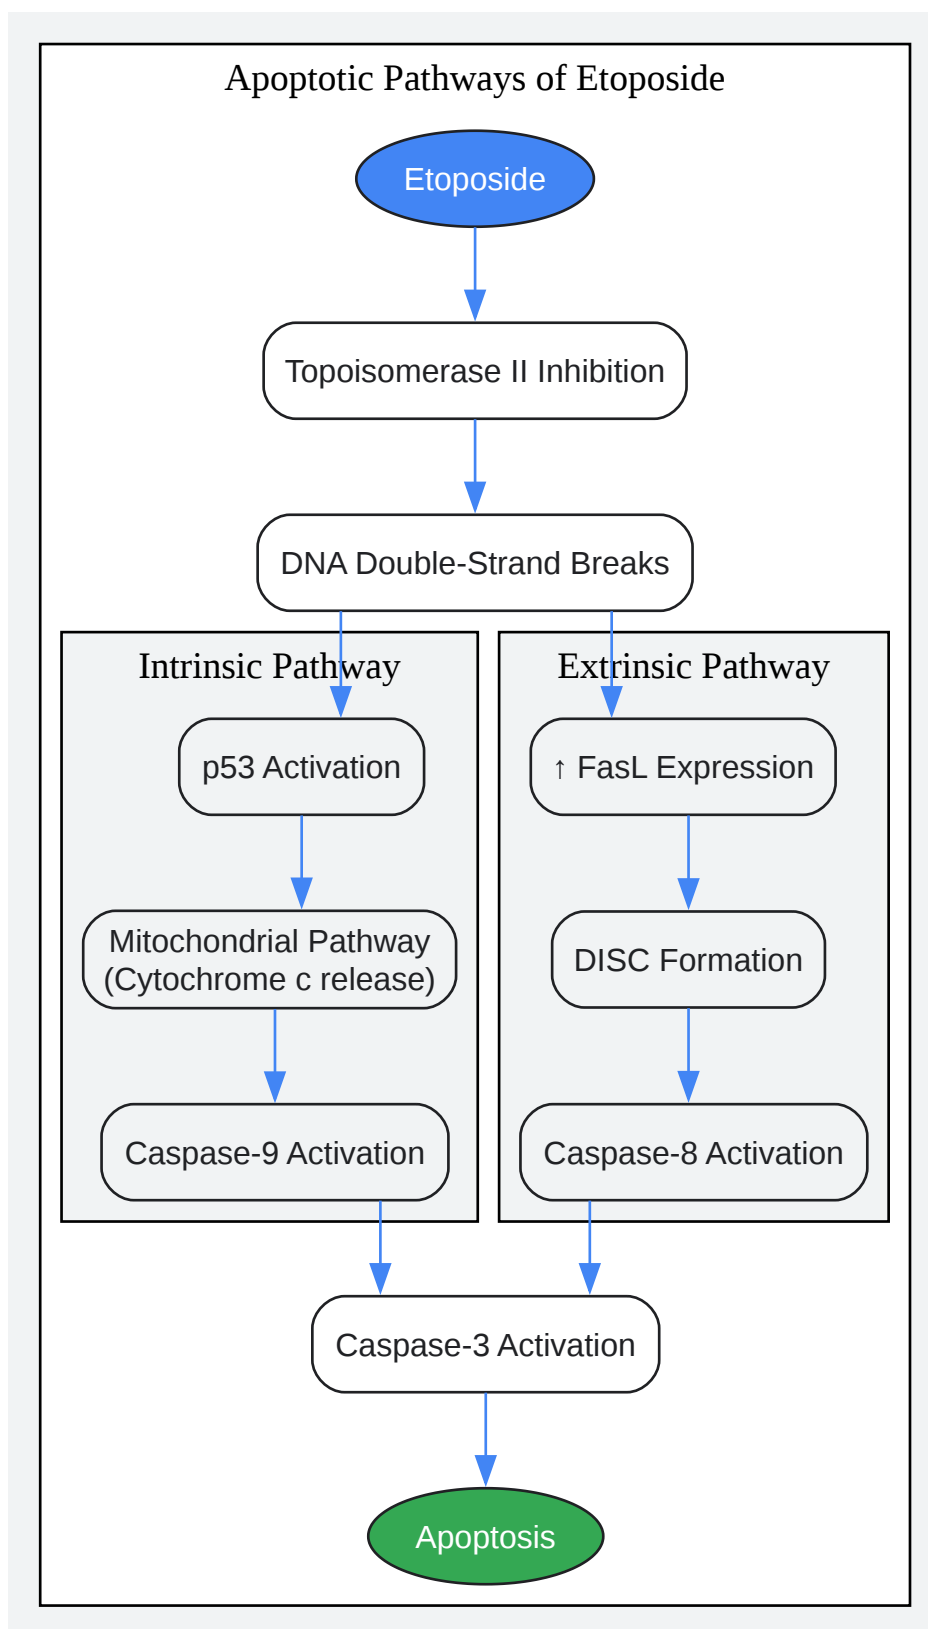 Apoptotic Pathways of Etoposide
Etoposide
Topoisomerase II Inhibition
DNA Double-Strand Breaks
Intrinsic Pathway
p53 Activation
Mitochondrial Pathway
(Cytochrome c release)
Caspase-9 Activation
Extrinsic Pathway
↑ FasL Expression
DISC Formation
Caspase-8 Activation
Caspase-3 Activation
Apoptosis